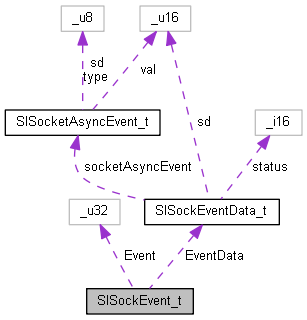 _u8
_u16
sd
type
val
SlSocketAsyncEvent_t
sd
_i16
socketAsyncEvent
status
_u32
SlSockEventData_t
Event
EventData
SlSockEvent_t